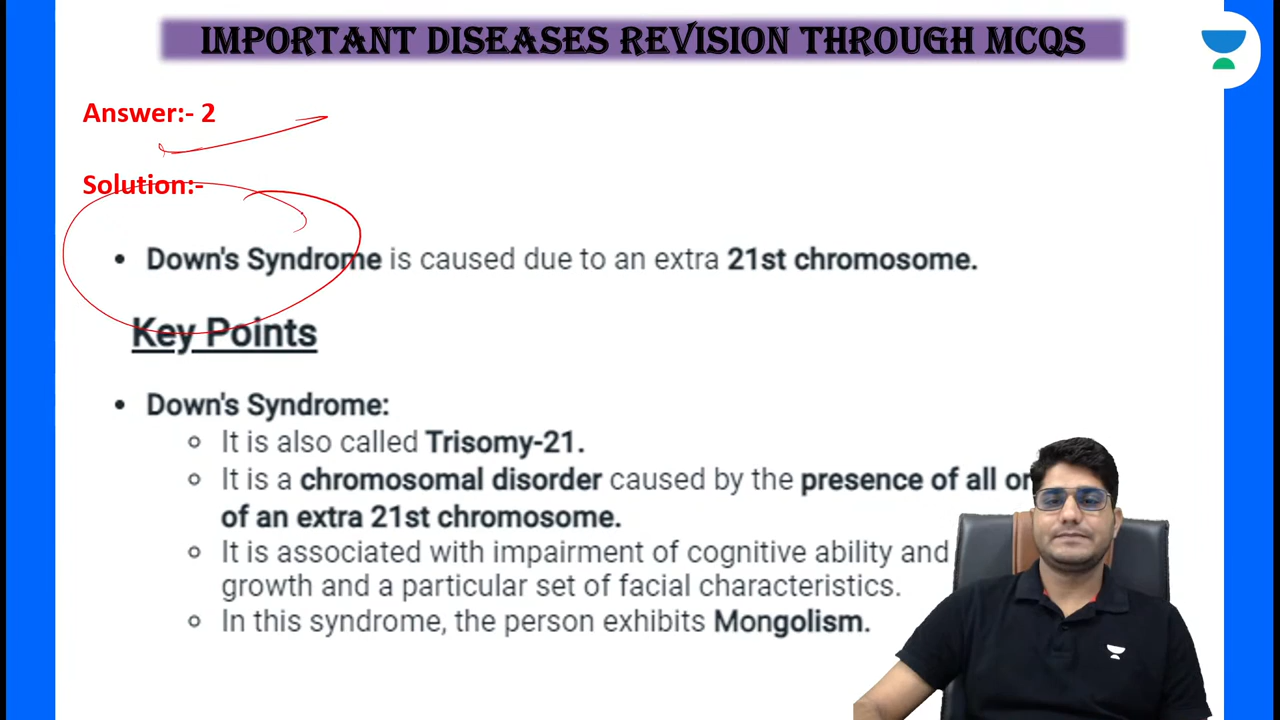 IMPORTANT DISEASES REVISION THROUGH MCQS
Answer:- 2
Solution:-
• Down's Syndrome is caused due to an extra 21st chromosome.
Key Points
• Down's Syndrome:
○ It is also called Trisomy-21.
○ It is a chromosomal disorder caused by the presence of all
of an extra 21st chromosome.
○ It is associated with impairment of cognitive ability and
growth and a particular set of facial characteristics.
○ In this syndrome, the person exhibits Mongolism.